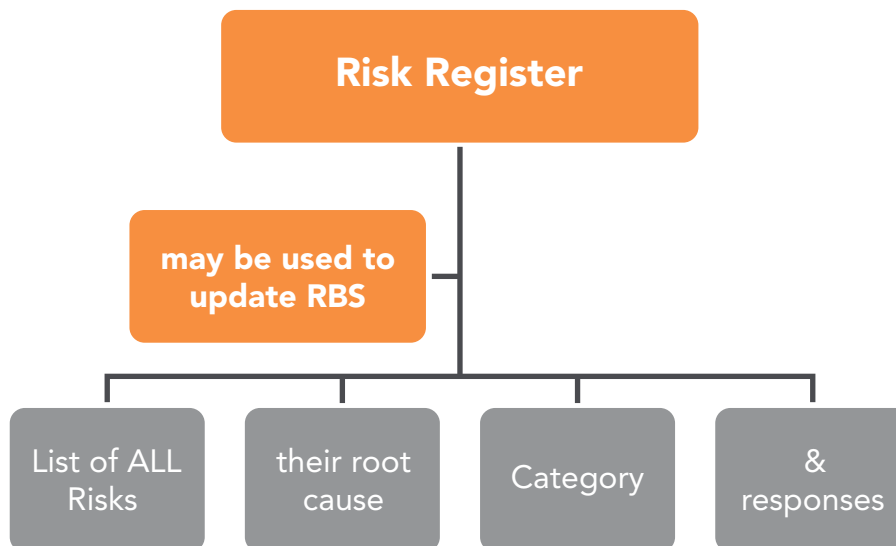 Risk Register
may be used to
update RBS
List of ALL
Risks
their root
cause
Category
&
responses